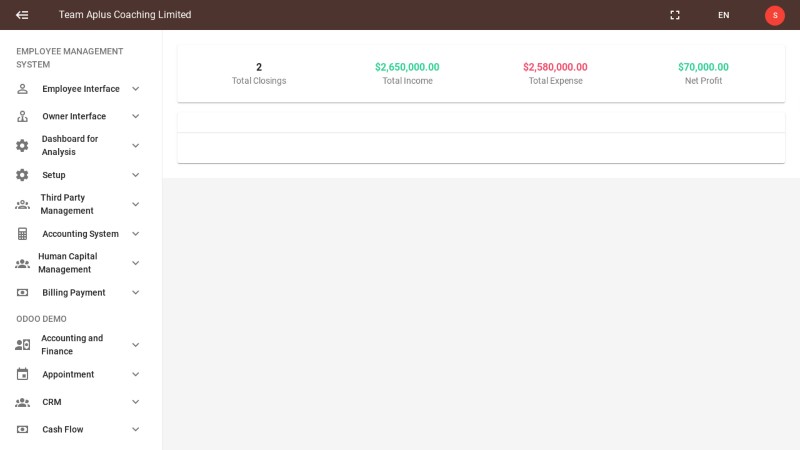 Team Aplus Coaching Limited
EN
S
EMPLOYEE MANAGEMENT
SYSTEM
Employee Interface
Owner Interface
Dashboard for
Analysis
Setup
Third Party
Management
Accounting System
Human Capital
Management
Billing Payment
ODOO DEMO
Accounting and
Finance
Appointment
CRM
Cash Flow
2
Total Closings
$2,650,000.00
Total Income
$2,580,000.00
Total Expense
$70,000.00
Net Profit